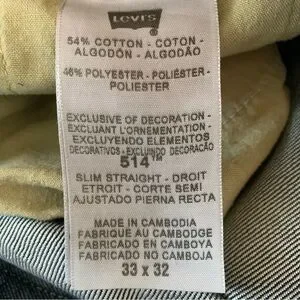 LEVI'S
54% COTTON - COTON -
ALGODÓN - ALGODÃO
46% POLYESTER - POLIÉSTER -
POLIESTER
EXCLUSIVE OF DECORATION -
EXCLUANT L'ORNEMENTATION -
EXCLUYENDO ELEMENTOS
DECORATIVOS - EXCLUINDO DECORAÇÃO
514™
SLIM STRAIGHT - DROIT
ETROIT - CORTE SEMI
AJUSTADO PIERNA RECTA
MADE IN CAMBODIA
FABRIQUE AU CAMBODGE
FABRICADO EN CAMBOYA
FABRICADO NO CAMBOJA
33 x 32